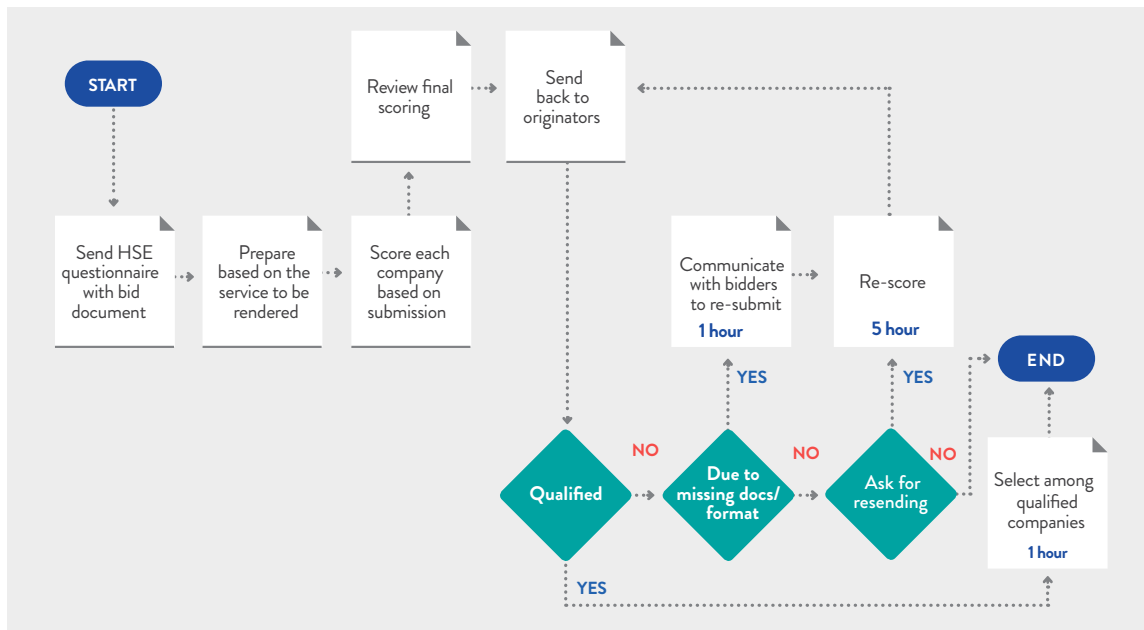 START
Send HSE
questionnaire
with bid
document
Prepare
based on the
service to be
rendered
Score each
company
based on
submission
Review final
scoring
Send
back to
originators
Qualified
NO
YES
Due to
missing docs/
format
YES
NO
Communicate
with bidders
to re-submit
1 hour
Re-score
5 hour
Ask for
resending
YES
NO
Select among
qualified
companies
1 hour
END